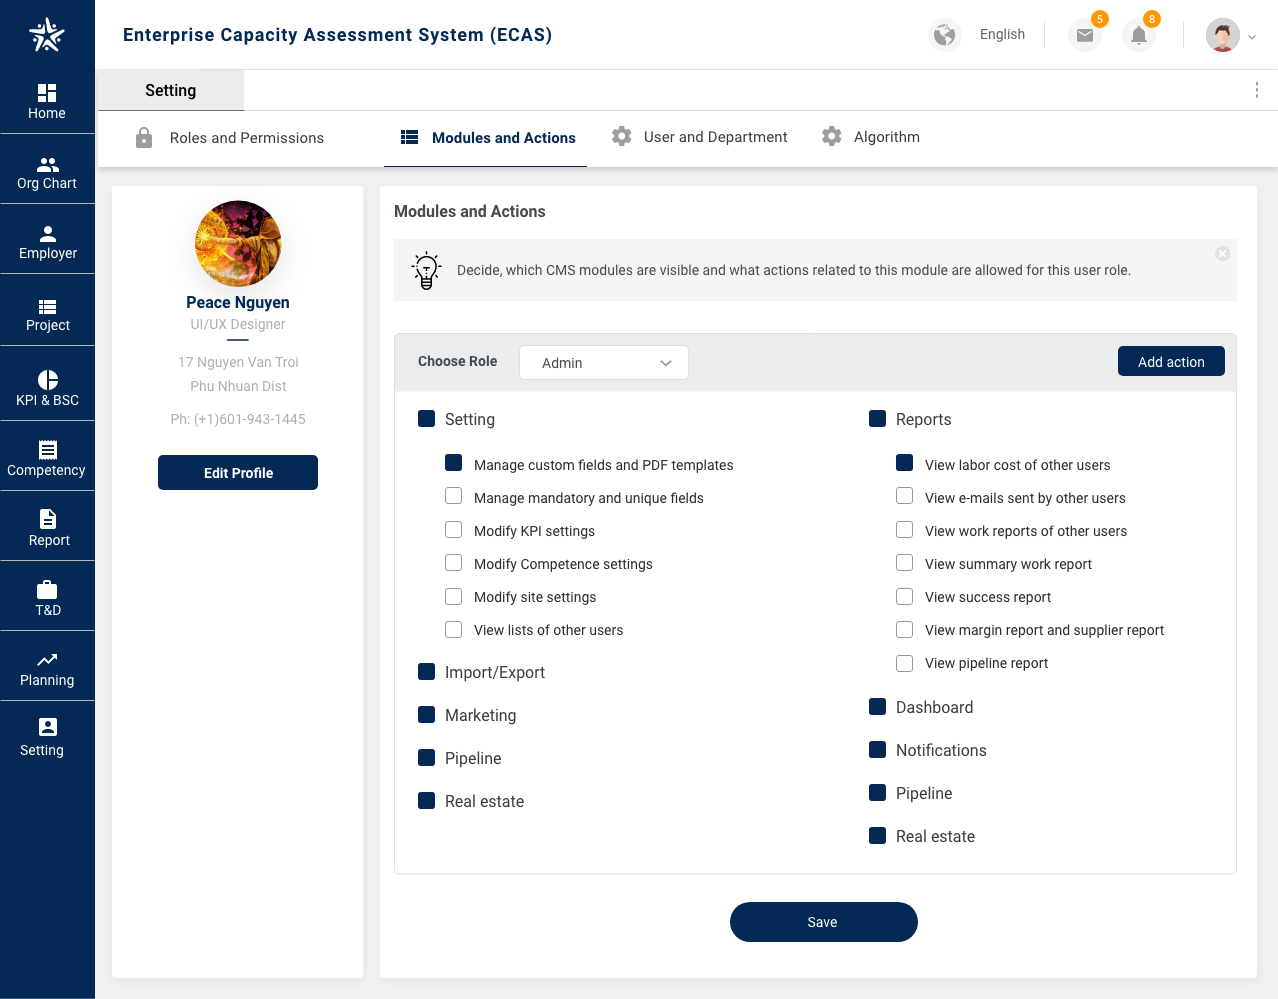 Enterprise Capacity Assessment System (ECAS)
English
5
8
Home
Org Chart
Employer
Project
KPI & BSC
Competency
Report
T&D
Planning
Setting
Setting
Roles and Permissions
Modules and Actions
User and Department
Algorithm
Peace Nguyen
UI/UX Designer
17 Nguyen Van Troi
Phu Nhuan Dist
Ph: (+1)601-943-1445
Edit Profile
Modules and Actions
Decide, which CMS modules are visible and what actions related to this module are allowed for this user role.
Choose Role
Admin
Add action
Setting
Manage custom fields and PDF templates
Manage mandatory and unique fields
Modify KPI settings
Modify Competence settings
Modify site settings
View lists of other users
Import/Export
Marketing
Pipeline
Real estate
Reports
View labor cost of other users
View e-mails sent by other users
View work reports of other users
View summary work report
View success report
View margin report and supplier report
View pipeline report
Dashboard
Notifications
Pipeline
Real estate
Save